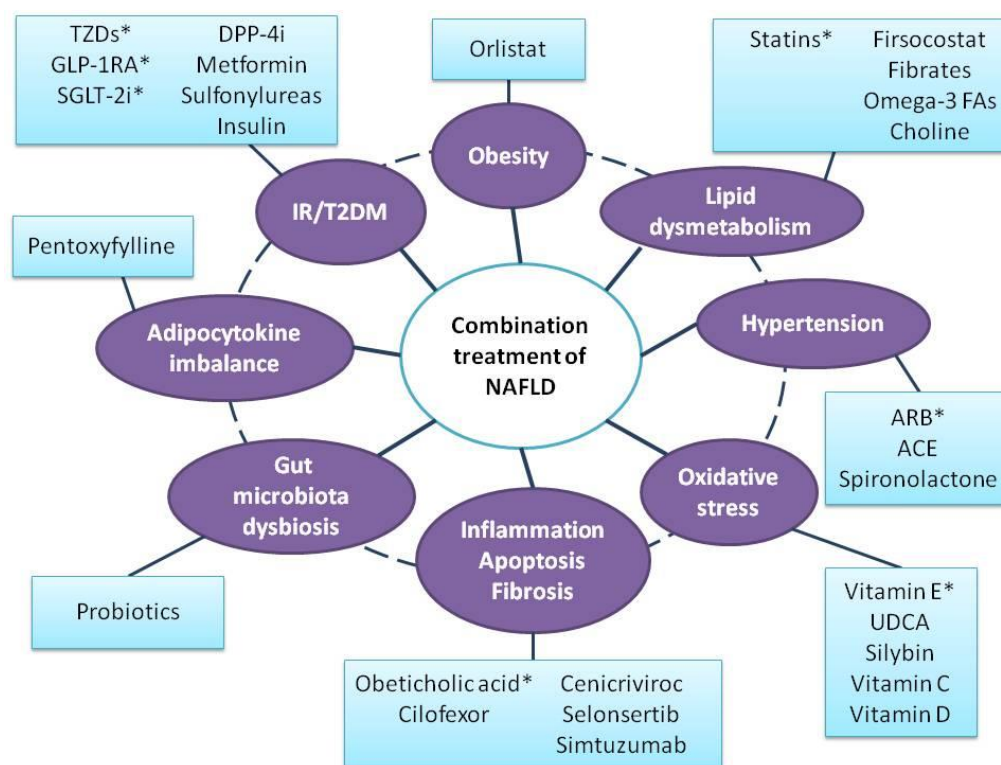 TZDs*
GLP-1RA*
SGLT-2i*
DPP-4i
Metformin
Sulfonylureas
Insulin
Orlistat
Statins*
Firsocostat
Fibrates
Omega-3 FAs
Choline
Obesity
IR/T2DM
Lipid
dysmetabolism
Pentoxyfylline
Adipocytokine
imbalance
Combination
treatment of
NAFLD
Hypertension
ARB*
ACE
Spironolactone
Gut
microbiota
dysbiosis
Inflammation
Apoptosis
Fibrosis
Oxidative
stress
Probiotics
Obeticholic acid*
Cilofexor
Cenicriviroc
Selonsertib
Simtuzumab
Vitamin E*
UDCA
Silybin
Vitamin C
Vitamin D